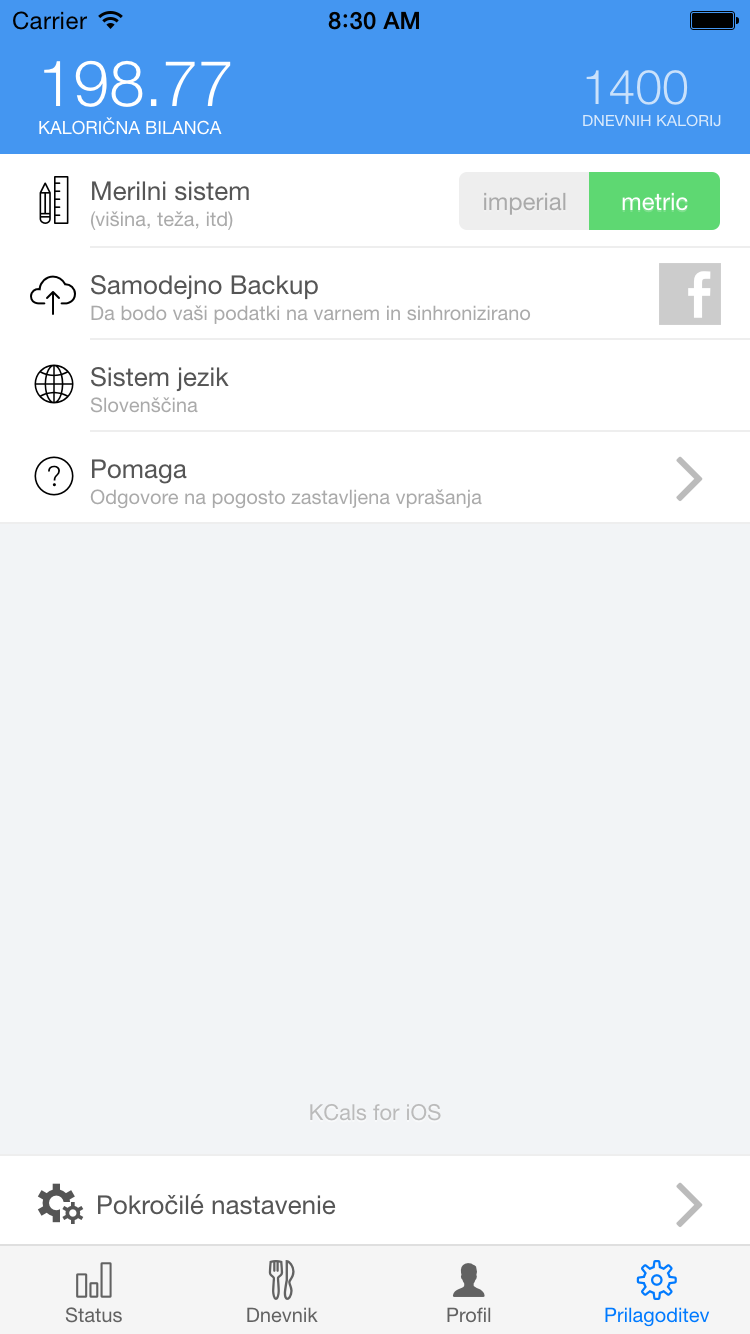 Carrier 8:30 AM
198.77 1400
KALORIČNA BILANCA DNEVNIH KALORIJ
Merilni sistem imperial metric
(višina, teža, itd)
Samodejno Backup
Da bodo vaši podatki na varnem in sinhronizirano
Sistem jezik
Slovenščina
Pomaga
Odgovore na pogosto zastavljena vprašanja
KCals for iOS
Pokročilé nastavenie
Status Dnevnik Profil Prilagoditev